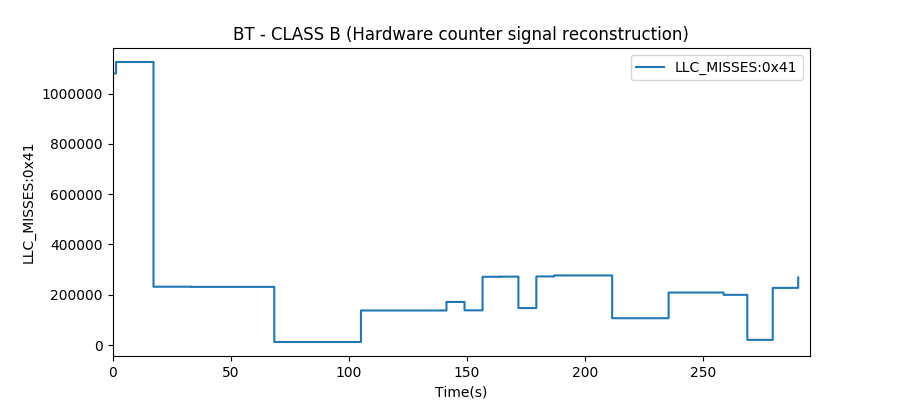 BT - CLASS B (Hardware counter signal reconstruction)
LLC_MISSES:0x41
1000000
800000
600000
400000
200000
0
LLC_MISSES:0x41
0 50 100 150 200 250
Time(s)